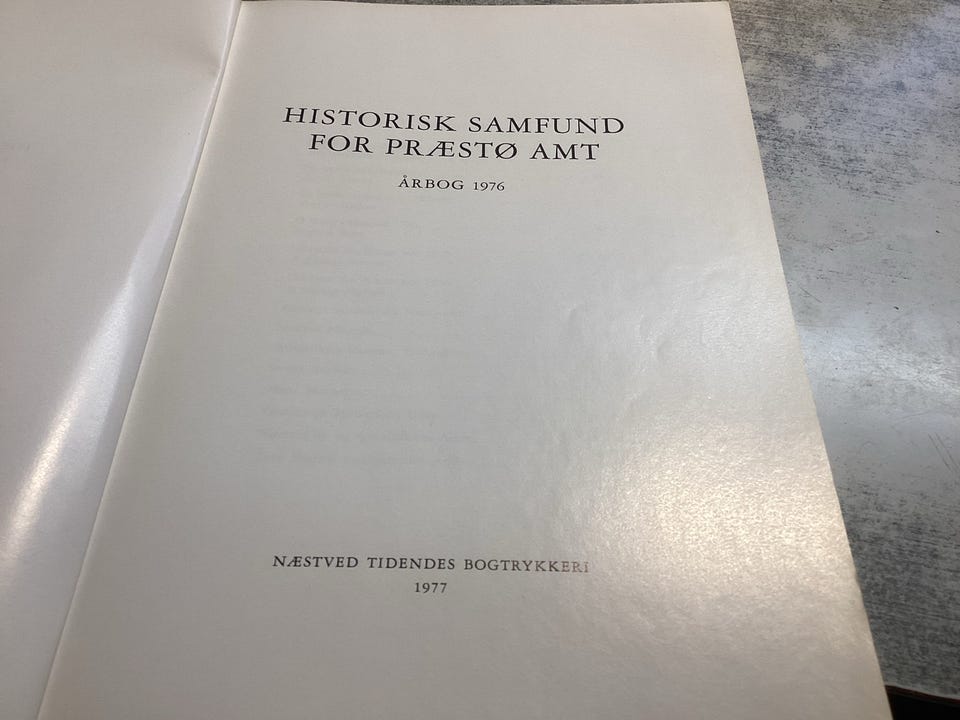 HISTORISK SAMFUND
FOR PRÆSTØ AMT
ÅRBOG 1976
NÆSTVED TIDENDES BOGTRYKKERI
1977